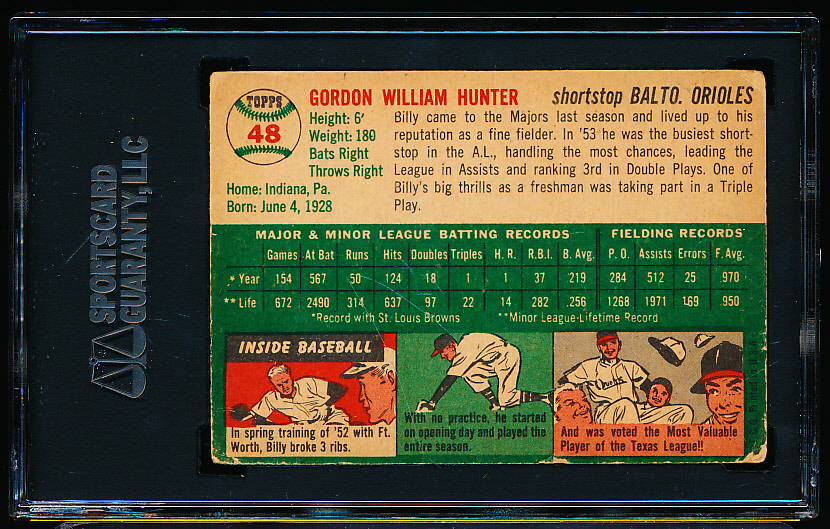 SPORTSCARD
GUARANTY, LLC
TOPPS
48
GORDON WILLIAM HUNTER shortstop BALTO. ORIOLES
Height: 6'
Weight: 180
Bats Right
Throws Right
Home: Indiana, Pa.
Born: June 4, 1928
Billy came to the Majors last season and lived up to his
reputation as a fine fielder. In '53 he was the busiest short-
stop in the A.L., handling the most chances, leading the
League in Assists and ranking 3rd in Double Plays. One of
Billy's big thrills as a freshman was taking part in a Triple
Play.
MAJOR & MINOR LEAGUE BATTING RECORDS FIELDING RECORDS
Games At Bat Runs Hits Doubles Triples H. R. R.B.I. B. Avg. P. O. Assists Errors F. Avg.
* Year 154 567 50 124 18 1 1 37 .219 284 512 25 .970
** Life 672 2490 314 637 97 22 14 282 .256 1268 1971 169 .950
*Record with St. Louis Browns **Minor League-Lifetime Record
INSIDE BASEBALL
In spring training of '52 with Ft.
Worth, Billy broke 3 ribs.
With no practice, he started
on opening day and played the
entire season.
And was voted the Most Valuable
Player of the Texas League!!
Printed in U.S.A.